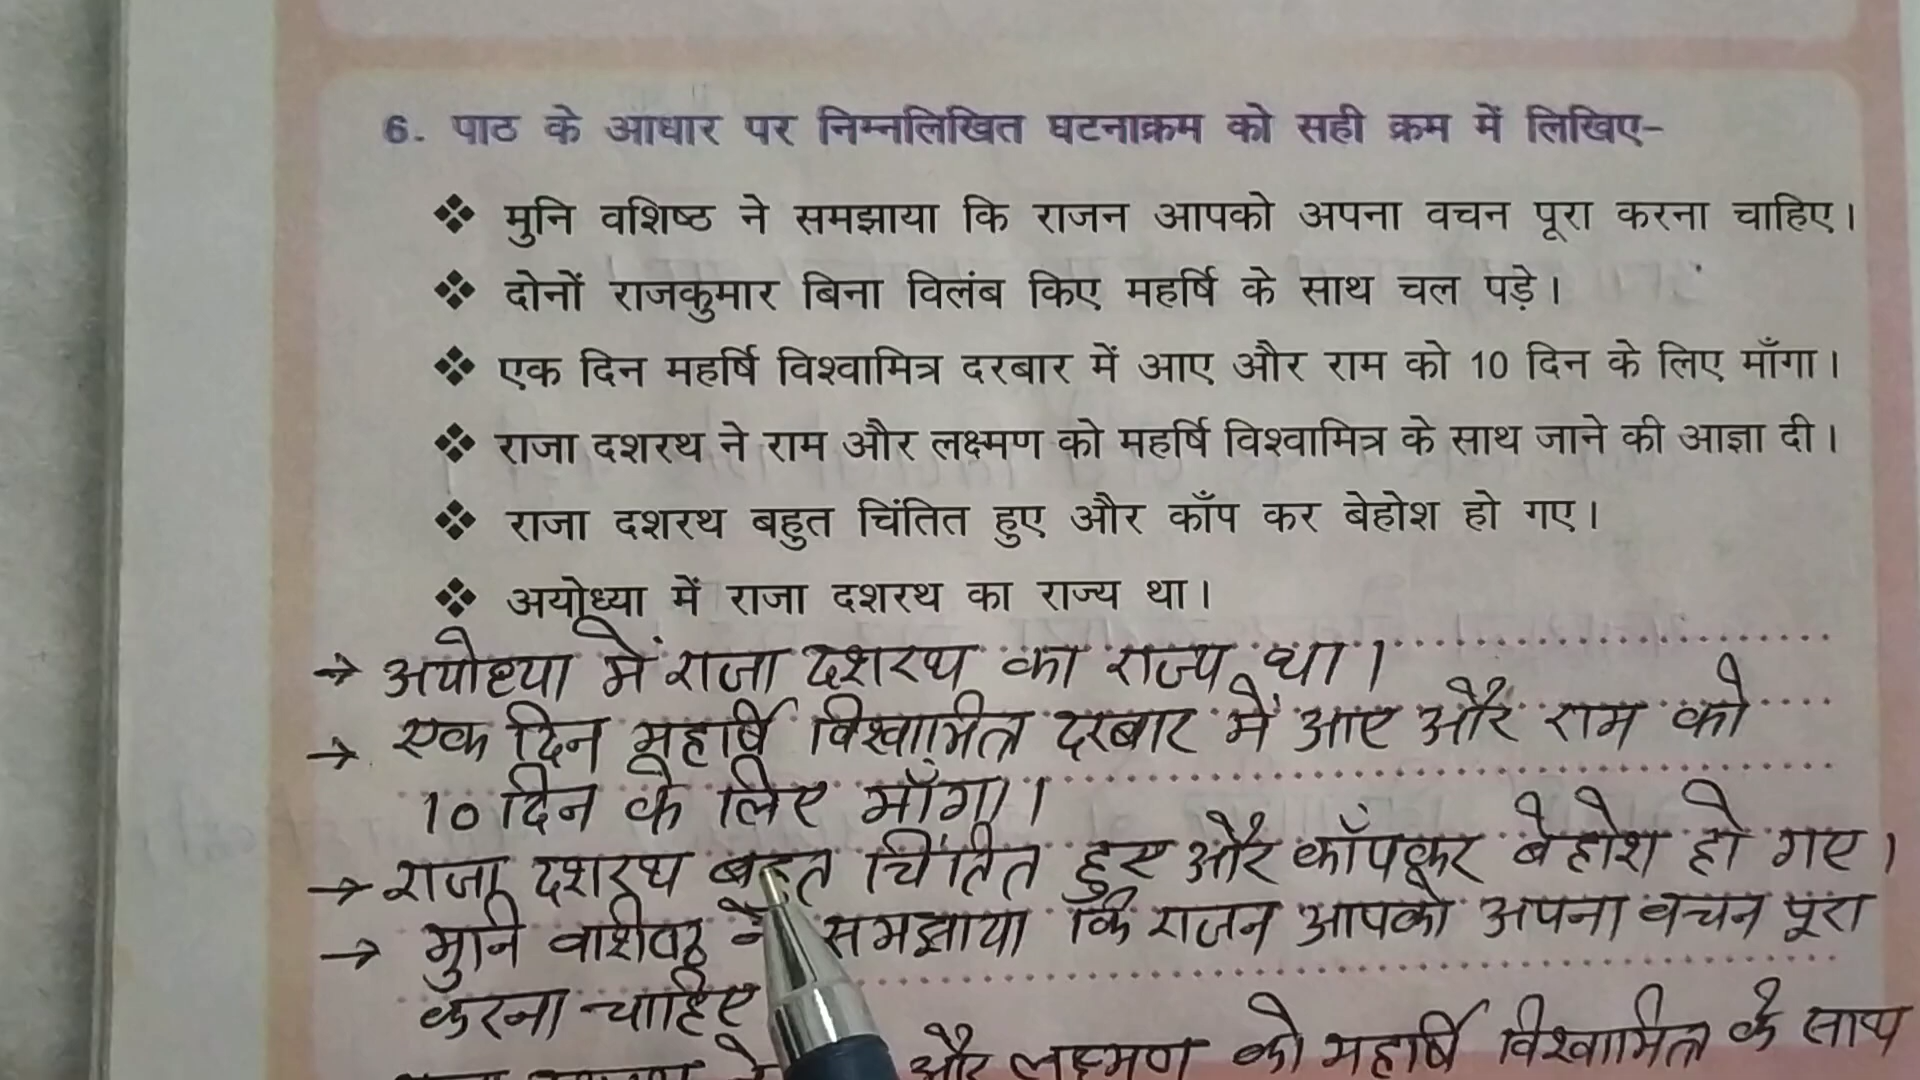 6. पाठ के आधार पर निम्नलिखित घटनाक्रम को सही क्रम में लिखिए-
❖ मुनि वशिष्ठ ने समझाया कि राजन आपको अपना वचन पूरा करना चाहिए।
❖ दोनों राजकुमार बिना विलंब किए महर्षि के साथ चल पड़े।
❖ एक दिन महर्षि विश्वामित्र दरबार में आए और राम को 10 दिन के लिए माँगा।
❖ राजा दशरथ ने राम और लक्ष्मण को महर्षि विश्वामित्र के साथ जाने की आज्ञा दी।
❖ राजा दशरथ बहुत चिंतित हुए और काँप कर बेहोश हो गए।
❖ अयोध्या में राजा दशरथ का राज्य था।
→ अयोध्या में राजा दशरथ का राज्य था।
→ एक दिन महर्षि विश्वामित्र दरबार में आए और राम को
10 दिन के लिए माँगा।
→ राजा दशरथ बहुत चिंतित हुए और काँपकर बेहोश हो गए।
→ मुनि वशिष्ठ ने समझाया कि राजन आपको अपना वचन पूरा
करना चाहिए
और लक्ष्मण को महर्षि विश्वामित्र के साथ